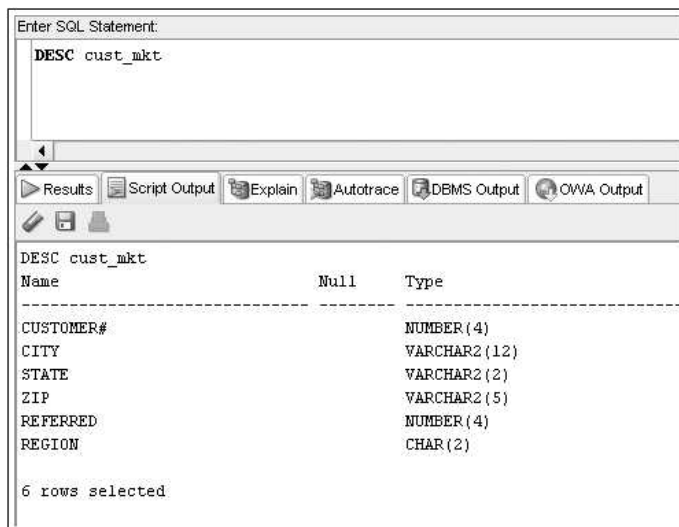 Enter SQL Statement:
DESC cust_mkt
Results Script Output Explain Autotrace DBMS Output OWA Output
DESC cust_mkt
Name Null Type
------------------------------ -------- ----------------------------
CUSTOMER# NUMBER(4)
CITY VARCHAR2(12)
STATE VARCHAR2(2)
ZIP VARCHAR2(5)
REFERRED NUMBER(4)
REGION CHAR(2)
6 rows selected